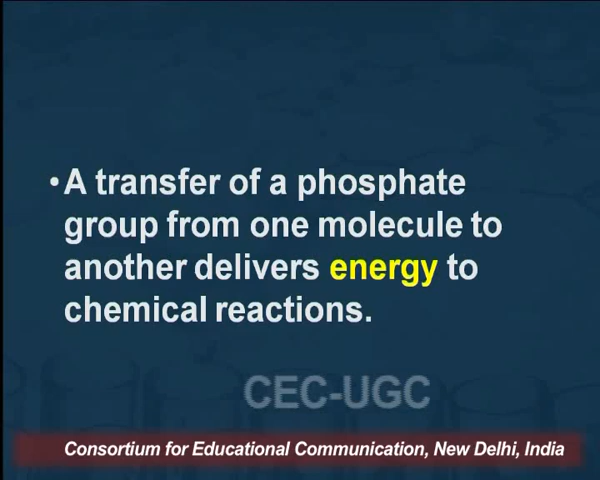 •A transfer of a phosphate
group from one molecule to
another delivers energy to
chemical reactions.
CEC-UGC
Consortium for Educational Communication, New Delhi, India